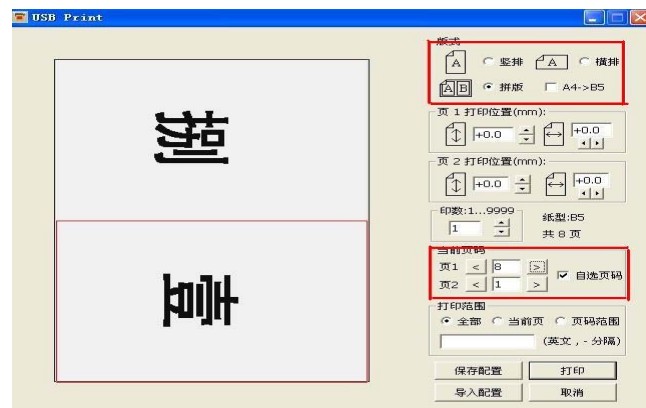 USB Print
捌
壹
版式
A 竖排 A 横排
A B 拼版 A4->B5
页 1 打印位置(mm):
+0.0 +0.0
页 2 打印位置(mm):
+0.0 +0.0
印数:1...9999
1
纸型:B5
共 8 页
当前页码
页1 < 8 >
页2 < 1 >
自选页码
打印范围
全部 当前页 页码范围
(英文 , - 分隔)
保存配置 打印
导入配置 取消